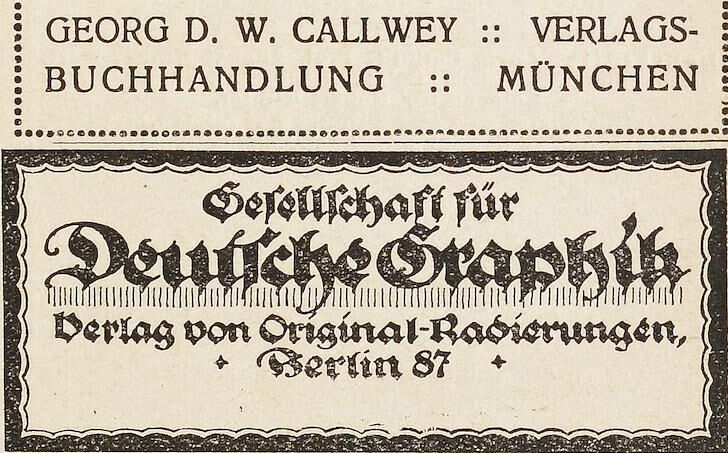 GEORG D. W. CALLWEY :: VERLAGS-
BUCHHANDLUNG :: MÜNCHEN
Gesellschaft für
Deutsche Graphik
Verlag von Original-Radierungen,
Berlin 87